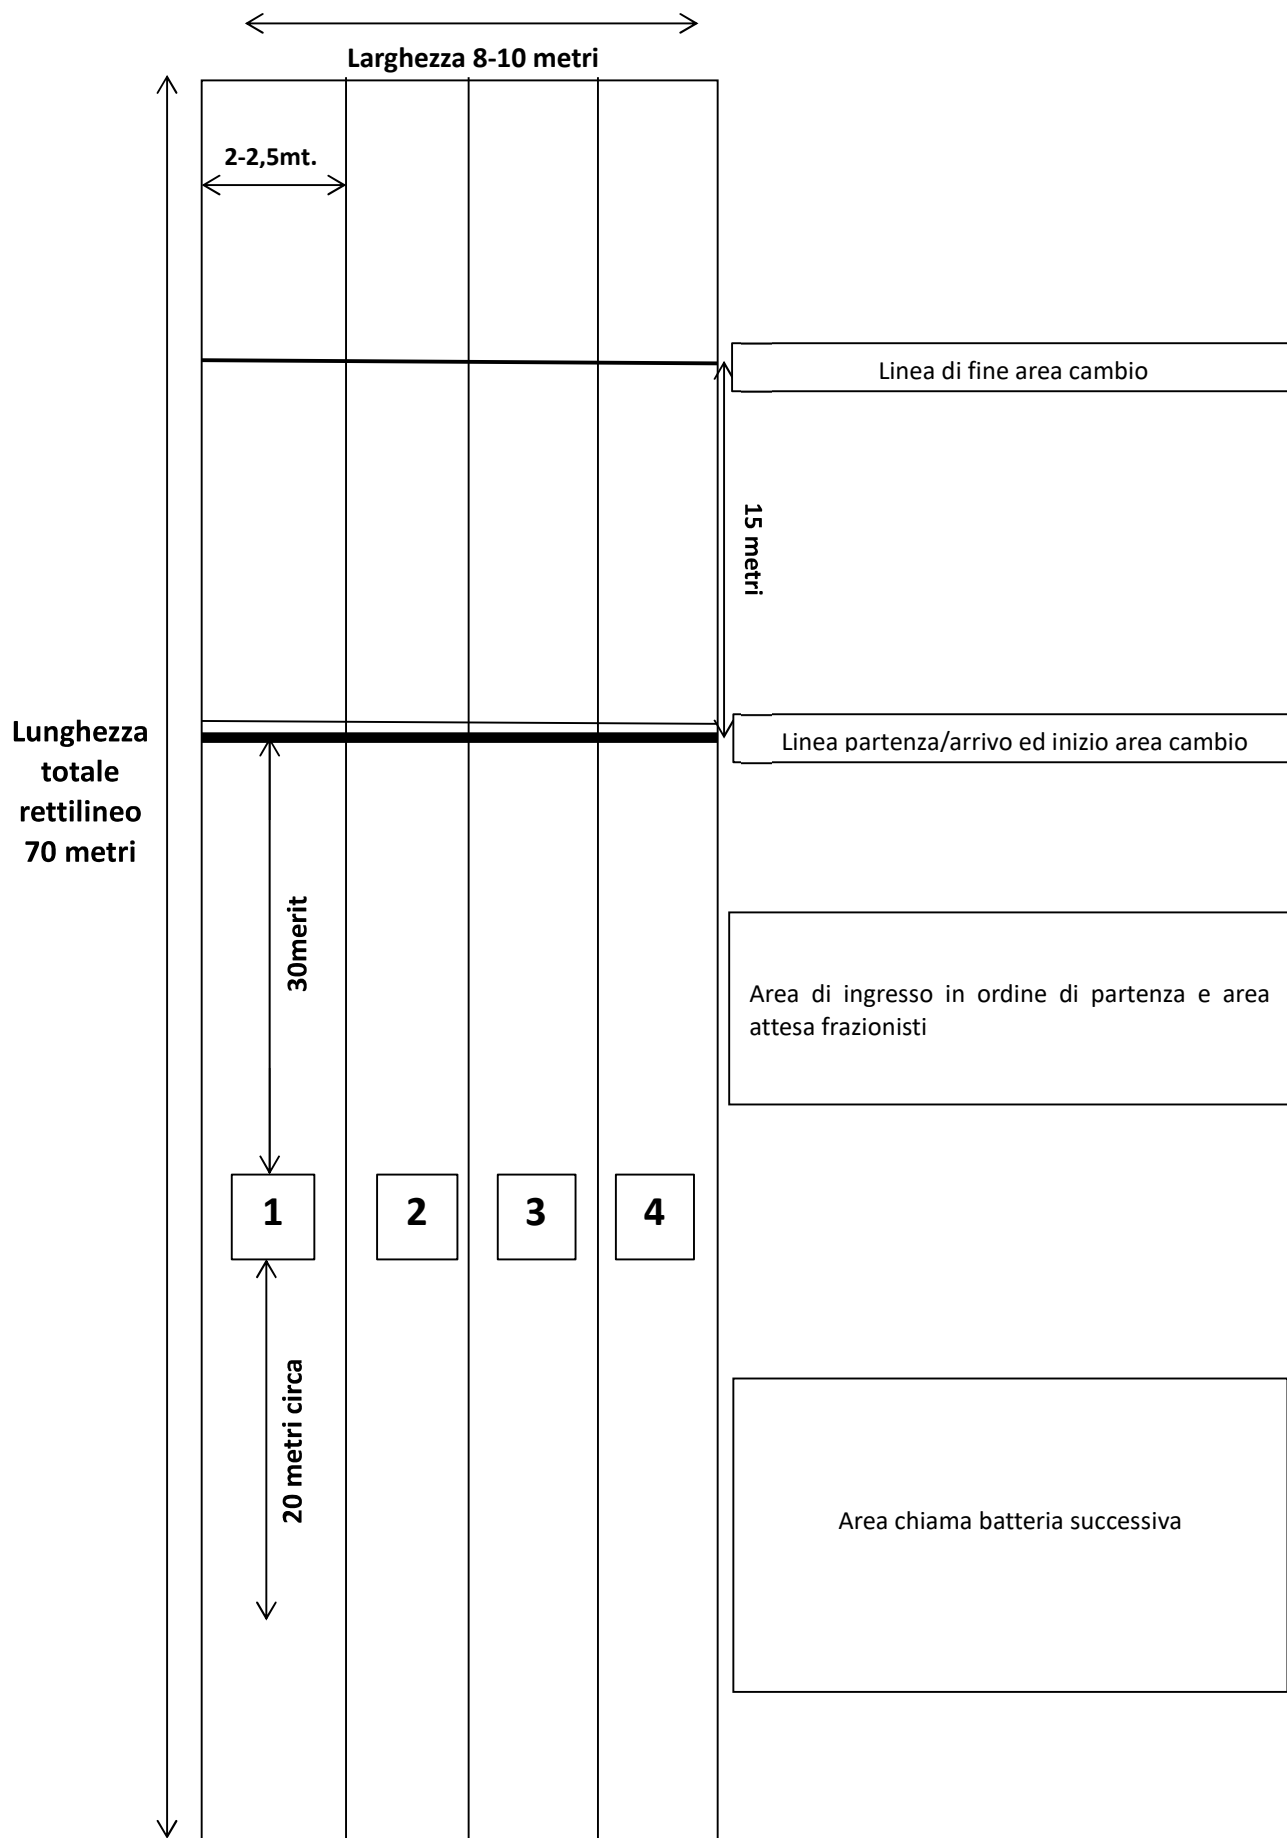 Larghezza 8-10 metri
2-2,5mt.
Linea di fine area cambio
15 metri
Lunghezza
totale
rettilineo
70 metri
Linea partenza/arrivo ed inizio area cambio
30merit
Area di ingresso in ordine di partenza e area
attesa frazionisti
1
2
3
4
20 metri circa
Area chiama batteria successiva